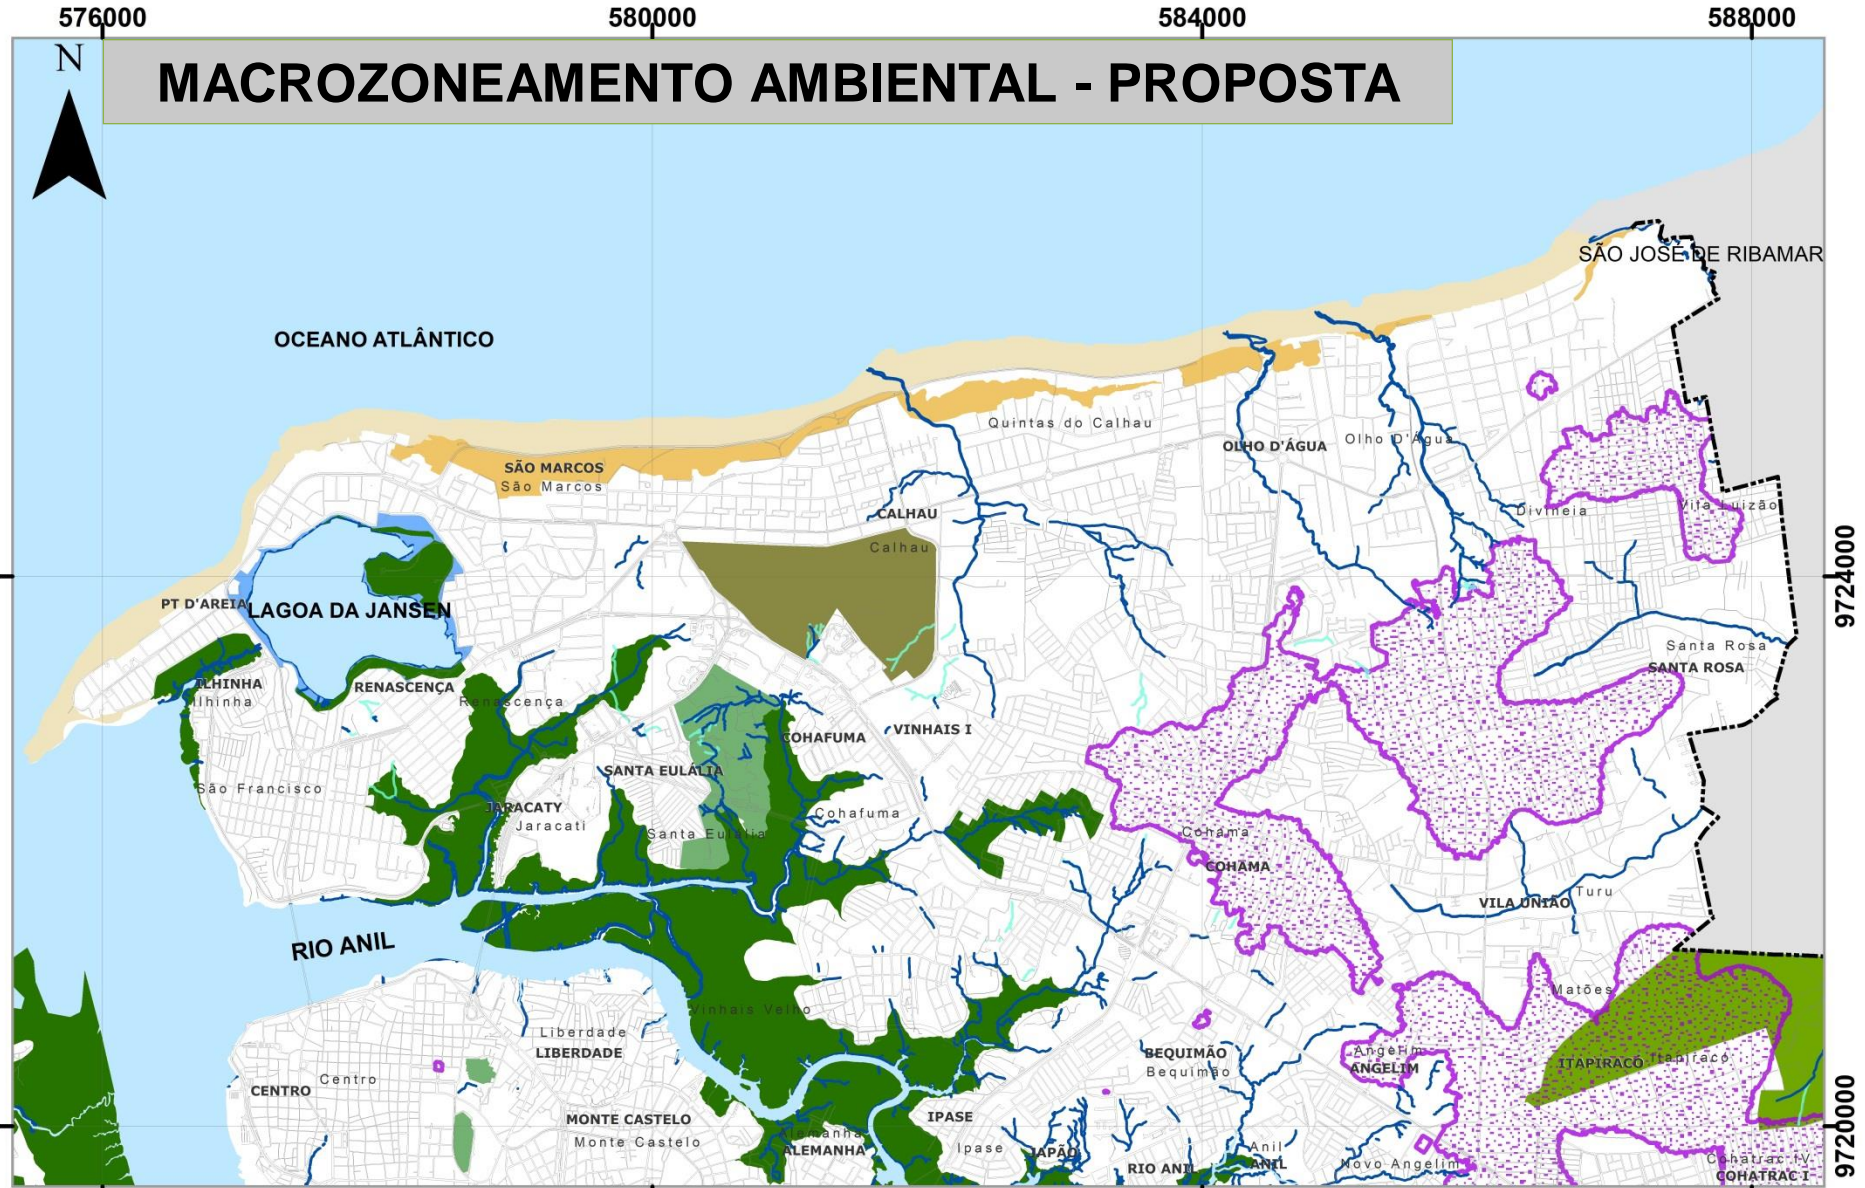 576000 580000 584000 588000
N
MACROZONEAMENTO AMBIENTAL - PROPOSTA
SÃO JOSÉ DE RIBAMAR
OCEANO ATLÂNTICO
Quintas do Calhau
OLHO D'ÁGUA
Olho D'Água
SÃO MARCOS
São Marcos
CALHAU
Calhau
Divineia
Vila Luizão
9724000
PT D'AREIA
LAGOA DA JANSEN
Santa Rosa
SANTA ROSA
ILHINHA
Ilhinha
RENASCENÇA
Renascença
COHAFUMA
VINHAIS I
SANTA EULÁLIA
São Francisco
JARACATY
Jaracati
Santa Eulália
Cohafuma
Cohama
COHAMA
VILA UNIÃO
Turu
RIO ANIL
Matões
Vinhais Velho
Liberdade
LIBERDADE
BEQUIMÃO
Bequimão
Angelim
ANGELIM
ITAPIRACÓ
Itapiracó
CENTRO
Centro
MONTE CASTELO
Monte Castelo
Alemanha
ALEMANHA
IPASE
Ipase
JAPÃO
RIO ANIL
Anil
ANIL
Novo Angelim
9720000
Cohatrac IV
COHATRAC I